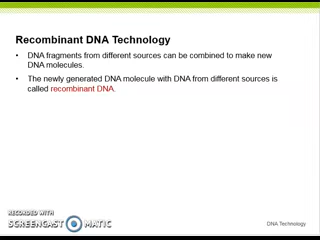 Recombinant DNA Technology
• DNA fragments from different sources can be combined to make new
DNA molecules.
• The newly generated DNA molecule with DNA from different sources is
called recombinant DNA.
RECORDED WITH
SCREENCAST MATIC
DNA Technology